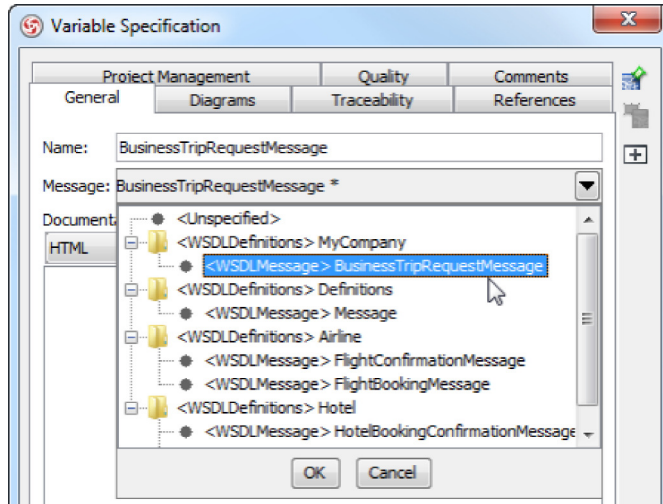 Variable Specification
Project Management Quality Comments
General Diagrams Traceability References
Name: BusinessTripRequestMessage
Message: BusinessTripRequestMessage *
Documenta
<Unspecified>
HTML
<WSDLDefinitions> MyCompany
<WSDLMessage> BusinessTripRequestMessage
<WSDLDefinitions> Definitions
<WSDLMessage> Message
<WSDLDefinitions> Airline
<WSDLMessage> FlightConfirmationMessage
<WSDLMessage> FlightBookingMessage
<WSDLDefinitions> Hotel
<WSDLMessage> HotelBookingConfirmationMessage
OK Cancel